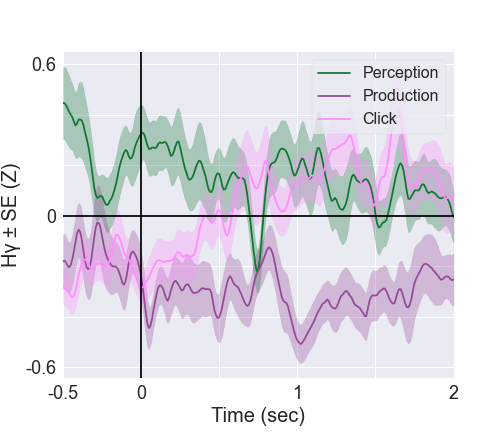 0.6
Perception
Production
Click
Hγ ± SE (Z)
0
-0.6
-0.5
0
1
2
Time (sec)